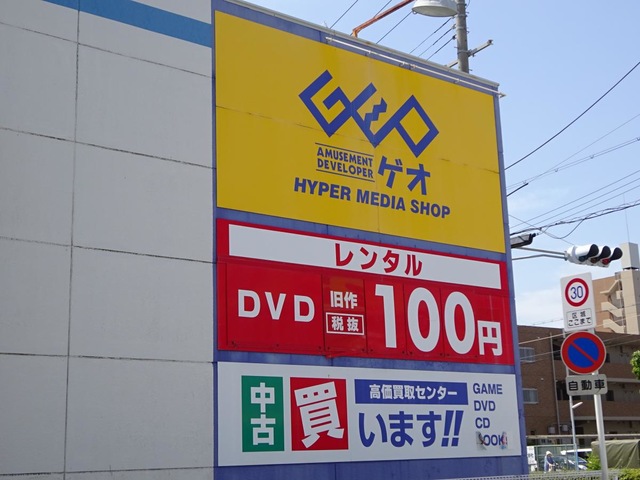 GEO
AMUSEMENT
DEVELOPER
ゲオ
HYPER MEDIA SHOP
レンタル
DVD 旧作 税抜 100円
中古 買います!!
高価買取センター
GAME
DVD
CD
BOOK
30
区域
ここまで
自動車